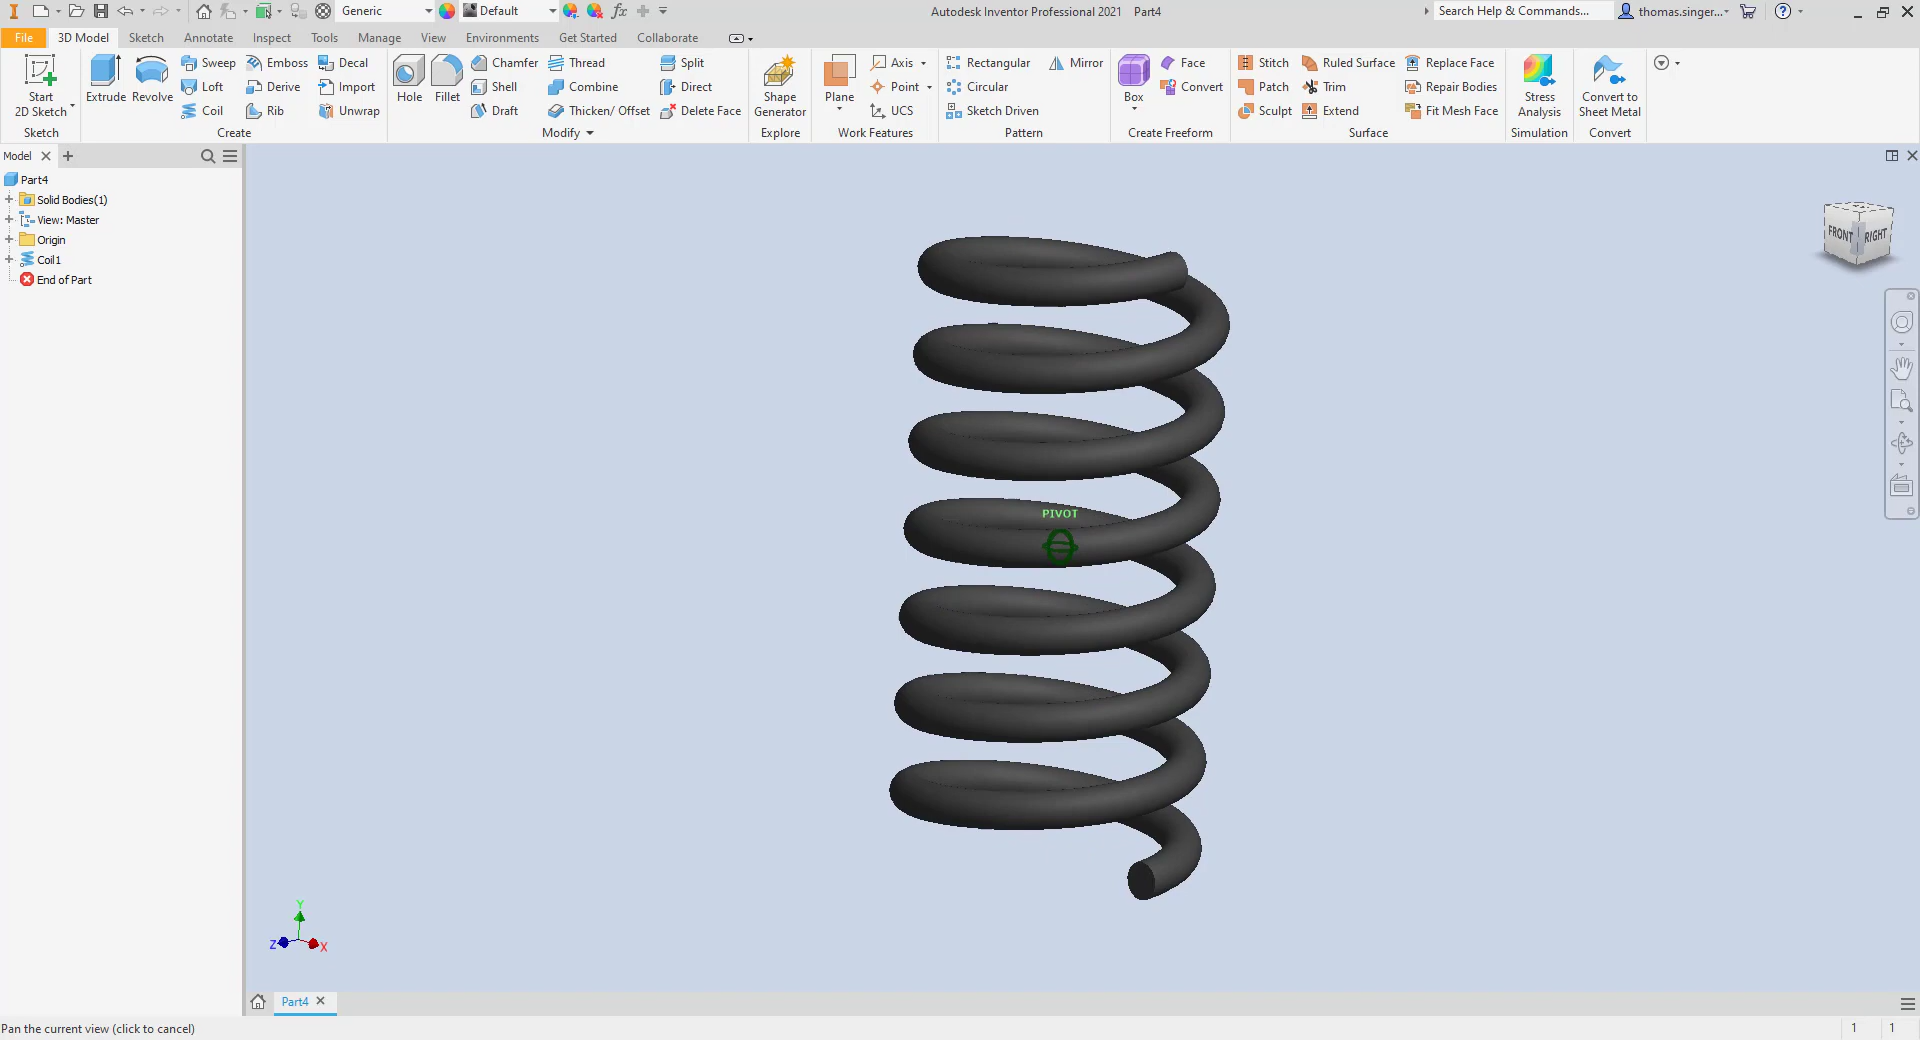 Generic
Default
Autodesk Inventor Professional 2021 Part4
Search Help & Commands...
thomas.singer...
File 3D Model Sketch Annotate Inspect Tools Manage View Environments Get Started Collaborate
Start 2D Sketch
Sketch
Extrude Revolve
Sweep Emboss Decal
Loft Derive Import
Coil Rib Unwrap
Create
Hole Fillet
Chamfer Thread Split
Shell Combine Direct
Draft Thicken/ Offset Delete Face
Modify
Shape Generator
Explore
Plane
Axis
Point
UCS
Work Features
Rectangular Mirror
Circular
Sketch Driven
Pattern
Box
Face
Convert
Create Freeform
Stitch Ruled Surface Replace Face
Patch Trim Repair Bodies
Sculpt Extend Fit Mesh Face
Surface
Stress Analysis
Simulation
Convert to Sheet Metal
Convert
Model
Part4
Solid Bodies(1)
View: Master
Origin
Coil1
End of Part
FRONT RIGHT
PIVOT
Y
Z X
Part4
Pan the current view (click to cancel)
1 1